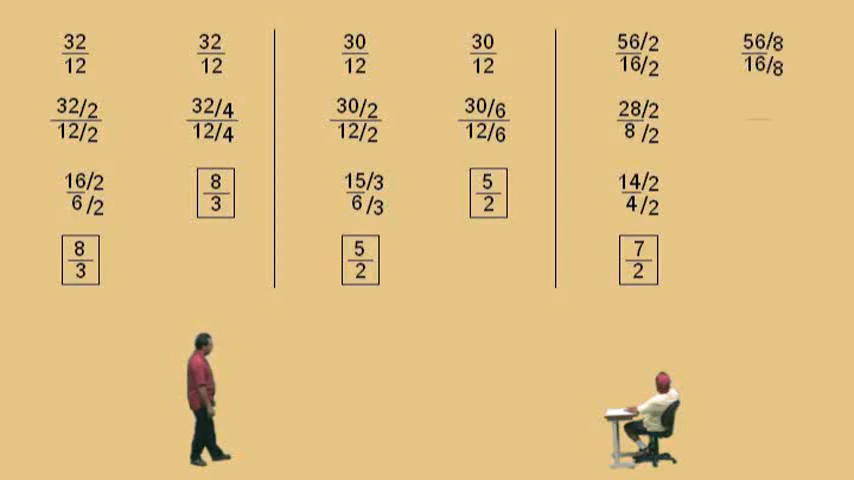 32 32 30 30 56/2 56/8
12 12 12 12 16/2 16/8
32/2 32/4 30/2 30/6 28/2
12/2 12/4 12/2 12/6 8/2
16/2 8 15/3 5 14/2
6/2 3 6/3 2 4/2
8 5 7
3 2 2